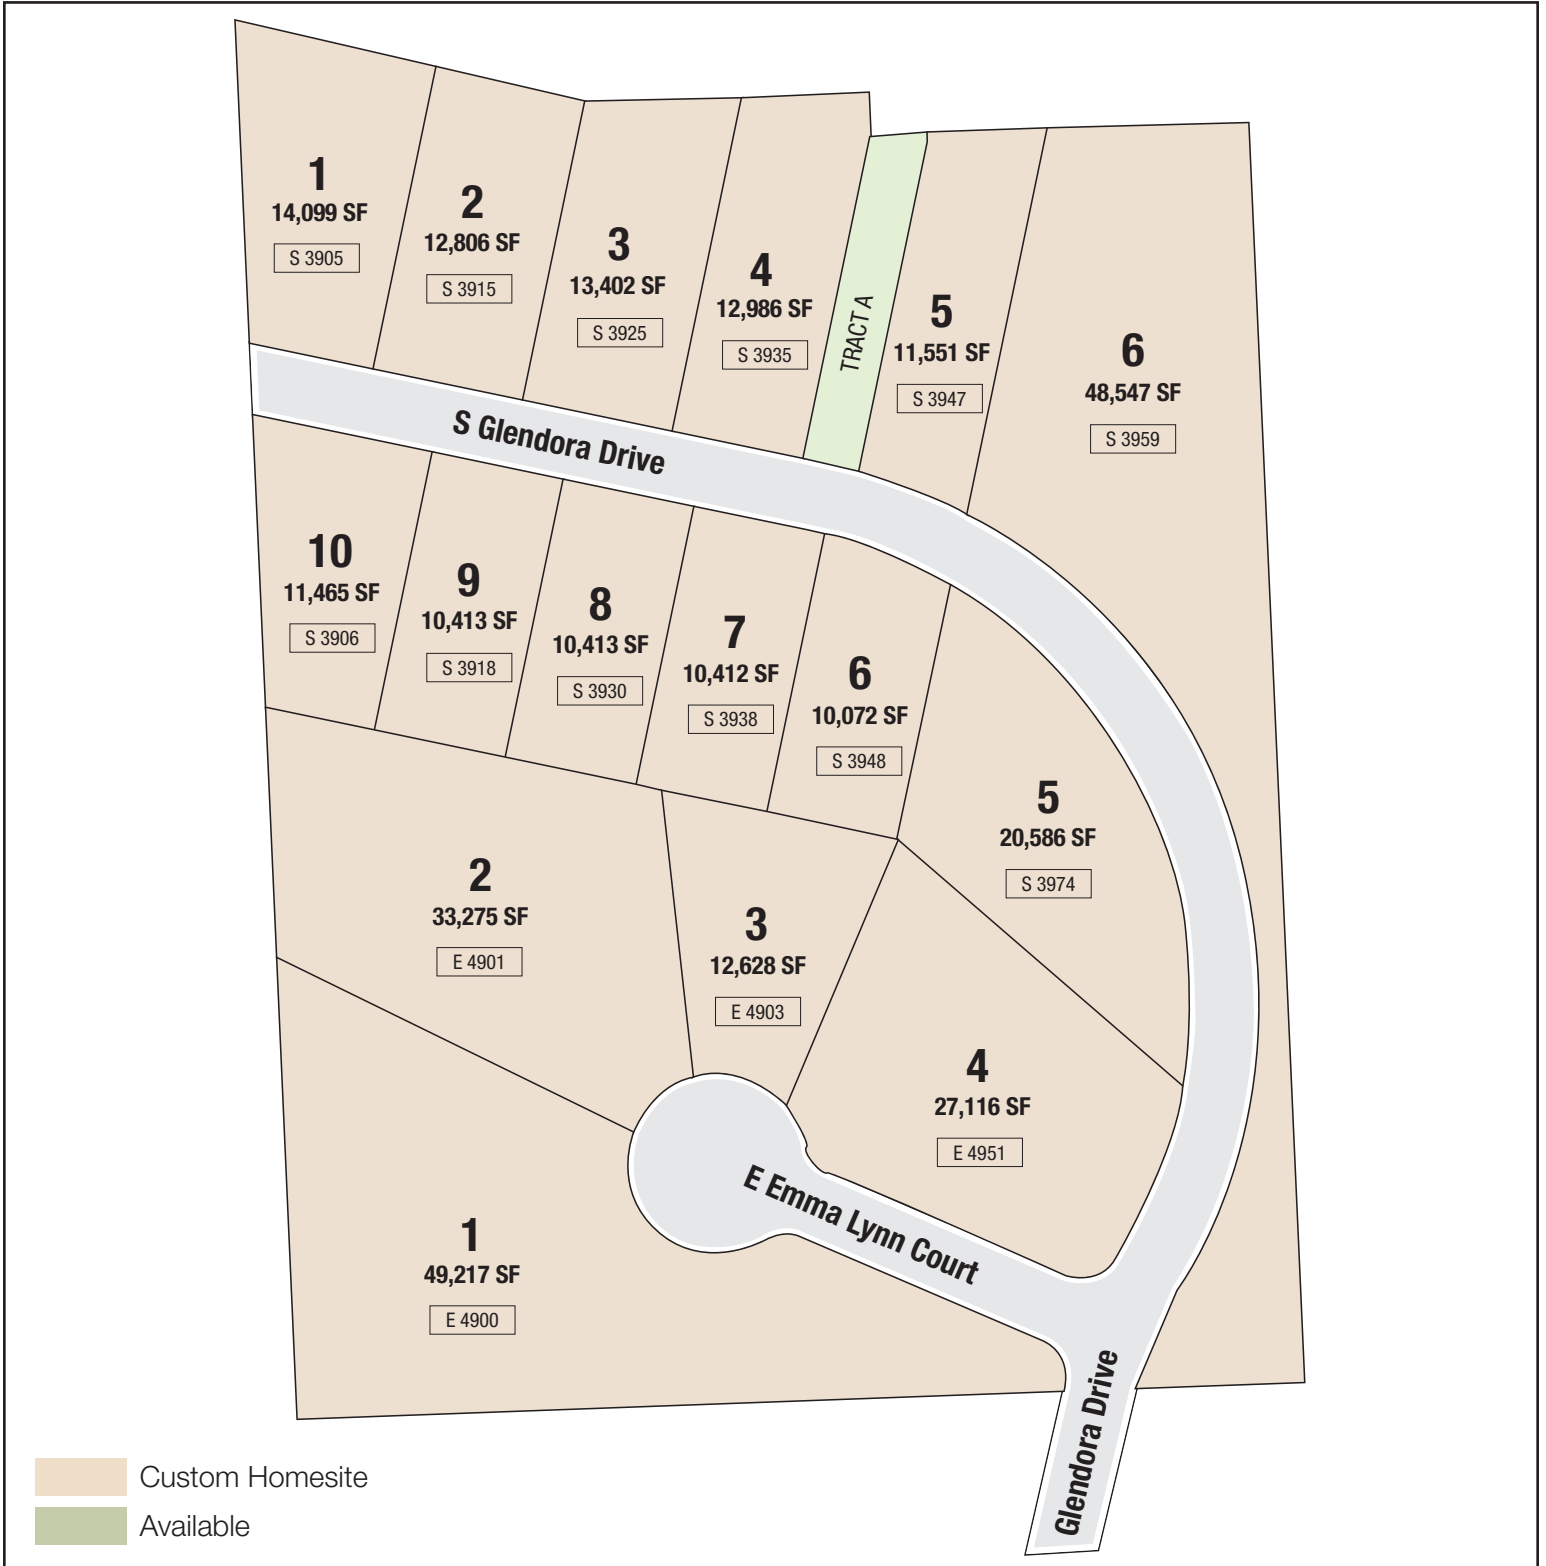 1
14,099 SF
S 3905
2
12,806 SF
S 3915
3
13,402 SF
S 3925
4
12,986 SF
S 3935
TRACT A
5
11,551 SF
S 3947
6
48,547 SF
S 3959
S Glendora Drive
10
11,465 SF
S 3906
9
10,413 SF
S 3918
8
10,413 SF
S 3930
7
10,412 SF
S 3938
6
10,072 SF
S 3948
5
20,586 SF
S 3974
2
33,275 SF
E 4901
3
12,628 SF
E 4903
4
27,116 SF
E 4951
E Emma Lynn Court
1
49,217 SF
E 4900
Glendora Drive
Custom Homesite
Available